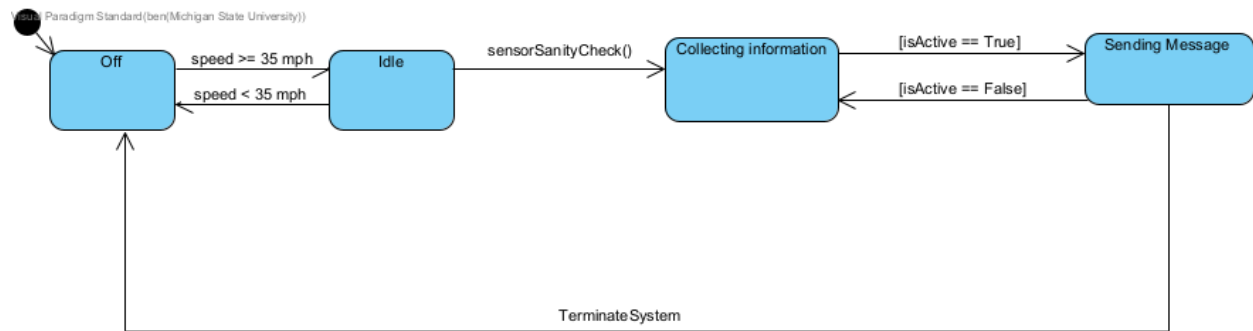 Visual Paradigm Standard(ben(Michigan State University))
Off
speed >= 35 mph
Idle
speed < 35 mph
sensorSanityCheck()
Collecting information
[isActive == True]
Sending Message
[isActive == False]
TerminateSystem